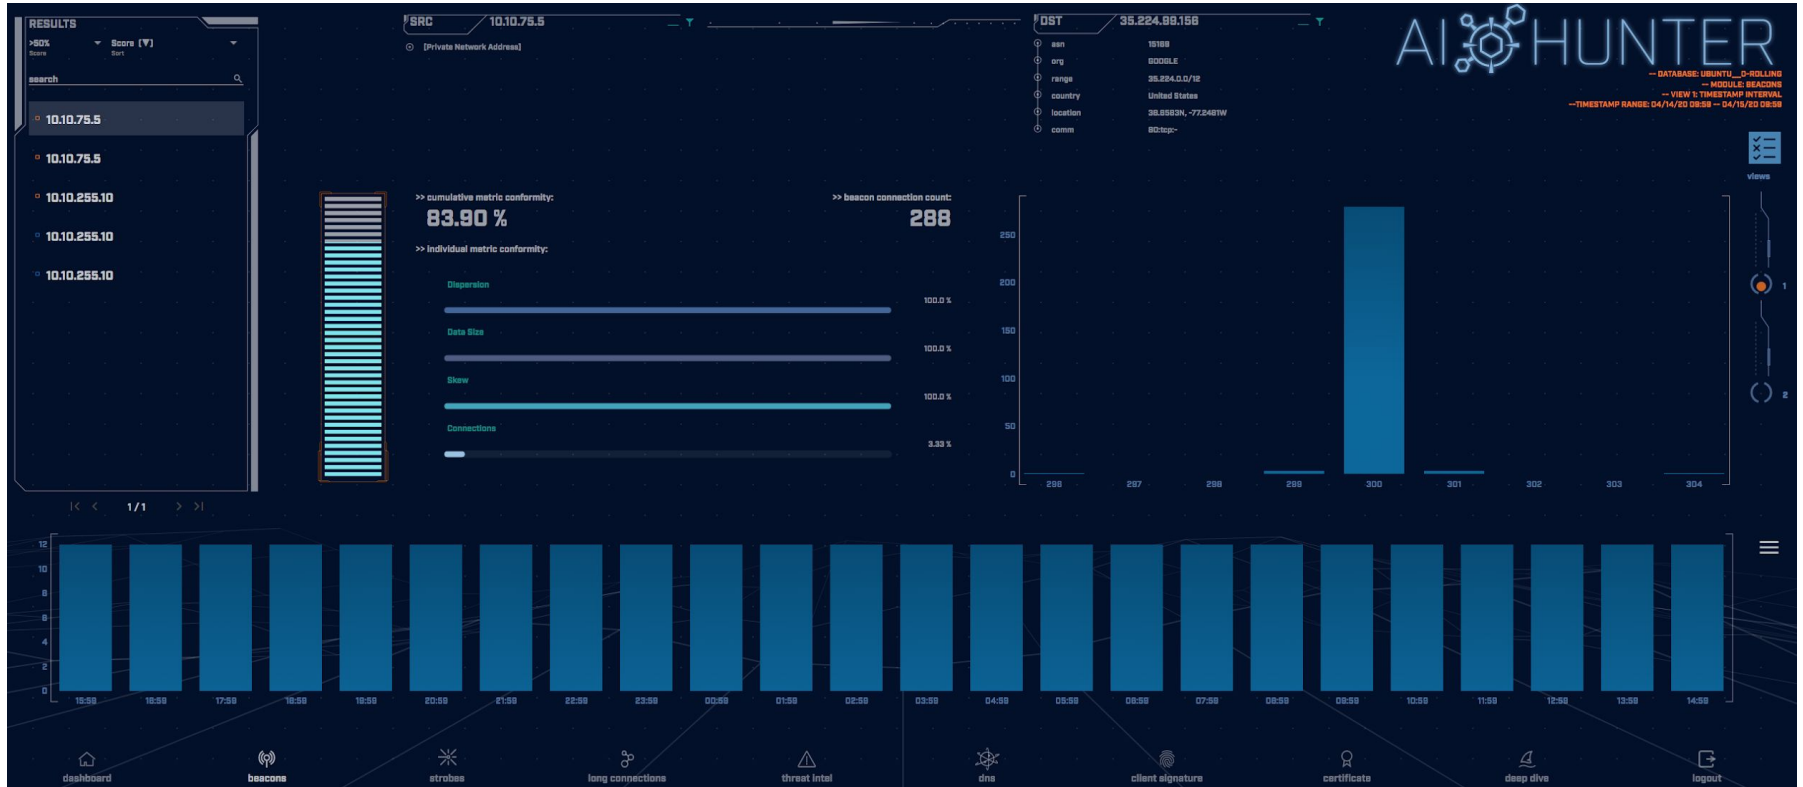 RESULTS
>50%
Score
Score (▼)
Sort
search
10.10.75.5
10.10.75.5
10.10.255.10
10.10.255.10
10.10.255.10
1/1
SRC 10.10.75.5
[Private Network Address]
DST 35.224.99.156
asn 15169
org GOOGLE
range 35.224.0.0/12
country United States
location 38.6583N, -77.2481W
comm 80:tcp:-
AI HUNTER
-- DATABASE: UBUNTU__0-ROLLING
-- MODULE: BEACONS
-- VIEW 1: TIMESTAMP INTERVAL
--TIMESTAMP RANGE: 04/14/20 09:59 -- 04/15/20 09:59
views
1
2
>> cumulative metric conformity:
83.90 %
>> beacon connection count:
288
>> individual metric conformity:
Dispersion
100.0 %
Data Size
100.0 %
Skew
100.0 %
Connections
3.33 %
250
200
150
100
50
0
296 297 298 299 300 301 302 303 304
12
10
8
6
4
2
0
15:59 16:59 17:59 18:59 19:59 20:59 21:59 22:59 23:59 00:59 01:59 02:59 03:59 04:59 05:59 06:59 07:59 08:59 09:59 10:59 11:59 12:59 13:59 14:59
dashboard beacons strobes long connections threat intel dns client signature certificate deep dive logout